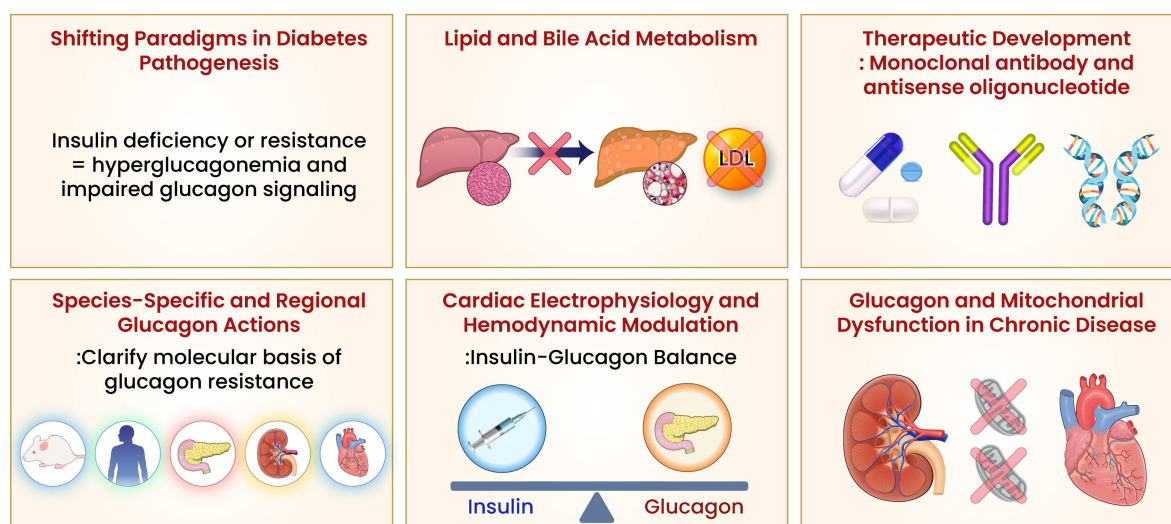 Shifting Paradigms in Diabetes
Pathogenesis
Insulin deficiency or resistance
= hyperglucagonemia and
impaired glucagon signaling
Lipid and Bile Acid Metabolism
LDL
Therapeutic Development
: Monoclonal antibody and
antisense oligonucleotide
Species-Specific and Regional
Glucagon Actions
:Clarify molecular basis of
glucagon resistance
Cardiac Electrophysiology and
Hemodynamic Modulation
:Insulin-Glucagon Balance
Insulin
Glucagon
Glucagon and Mitochondrial
Dysfunction in Chronic Disease